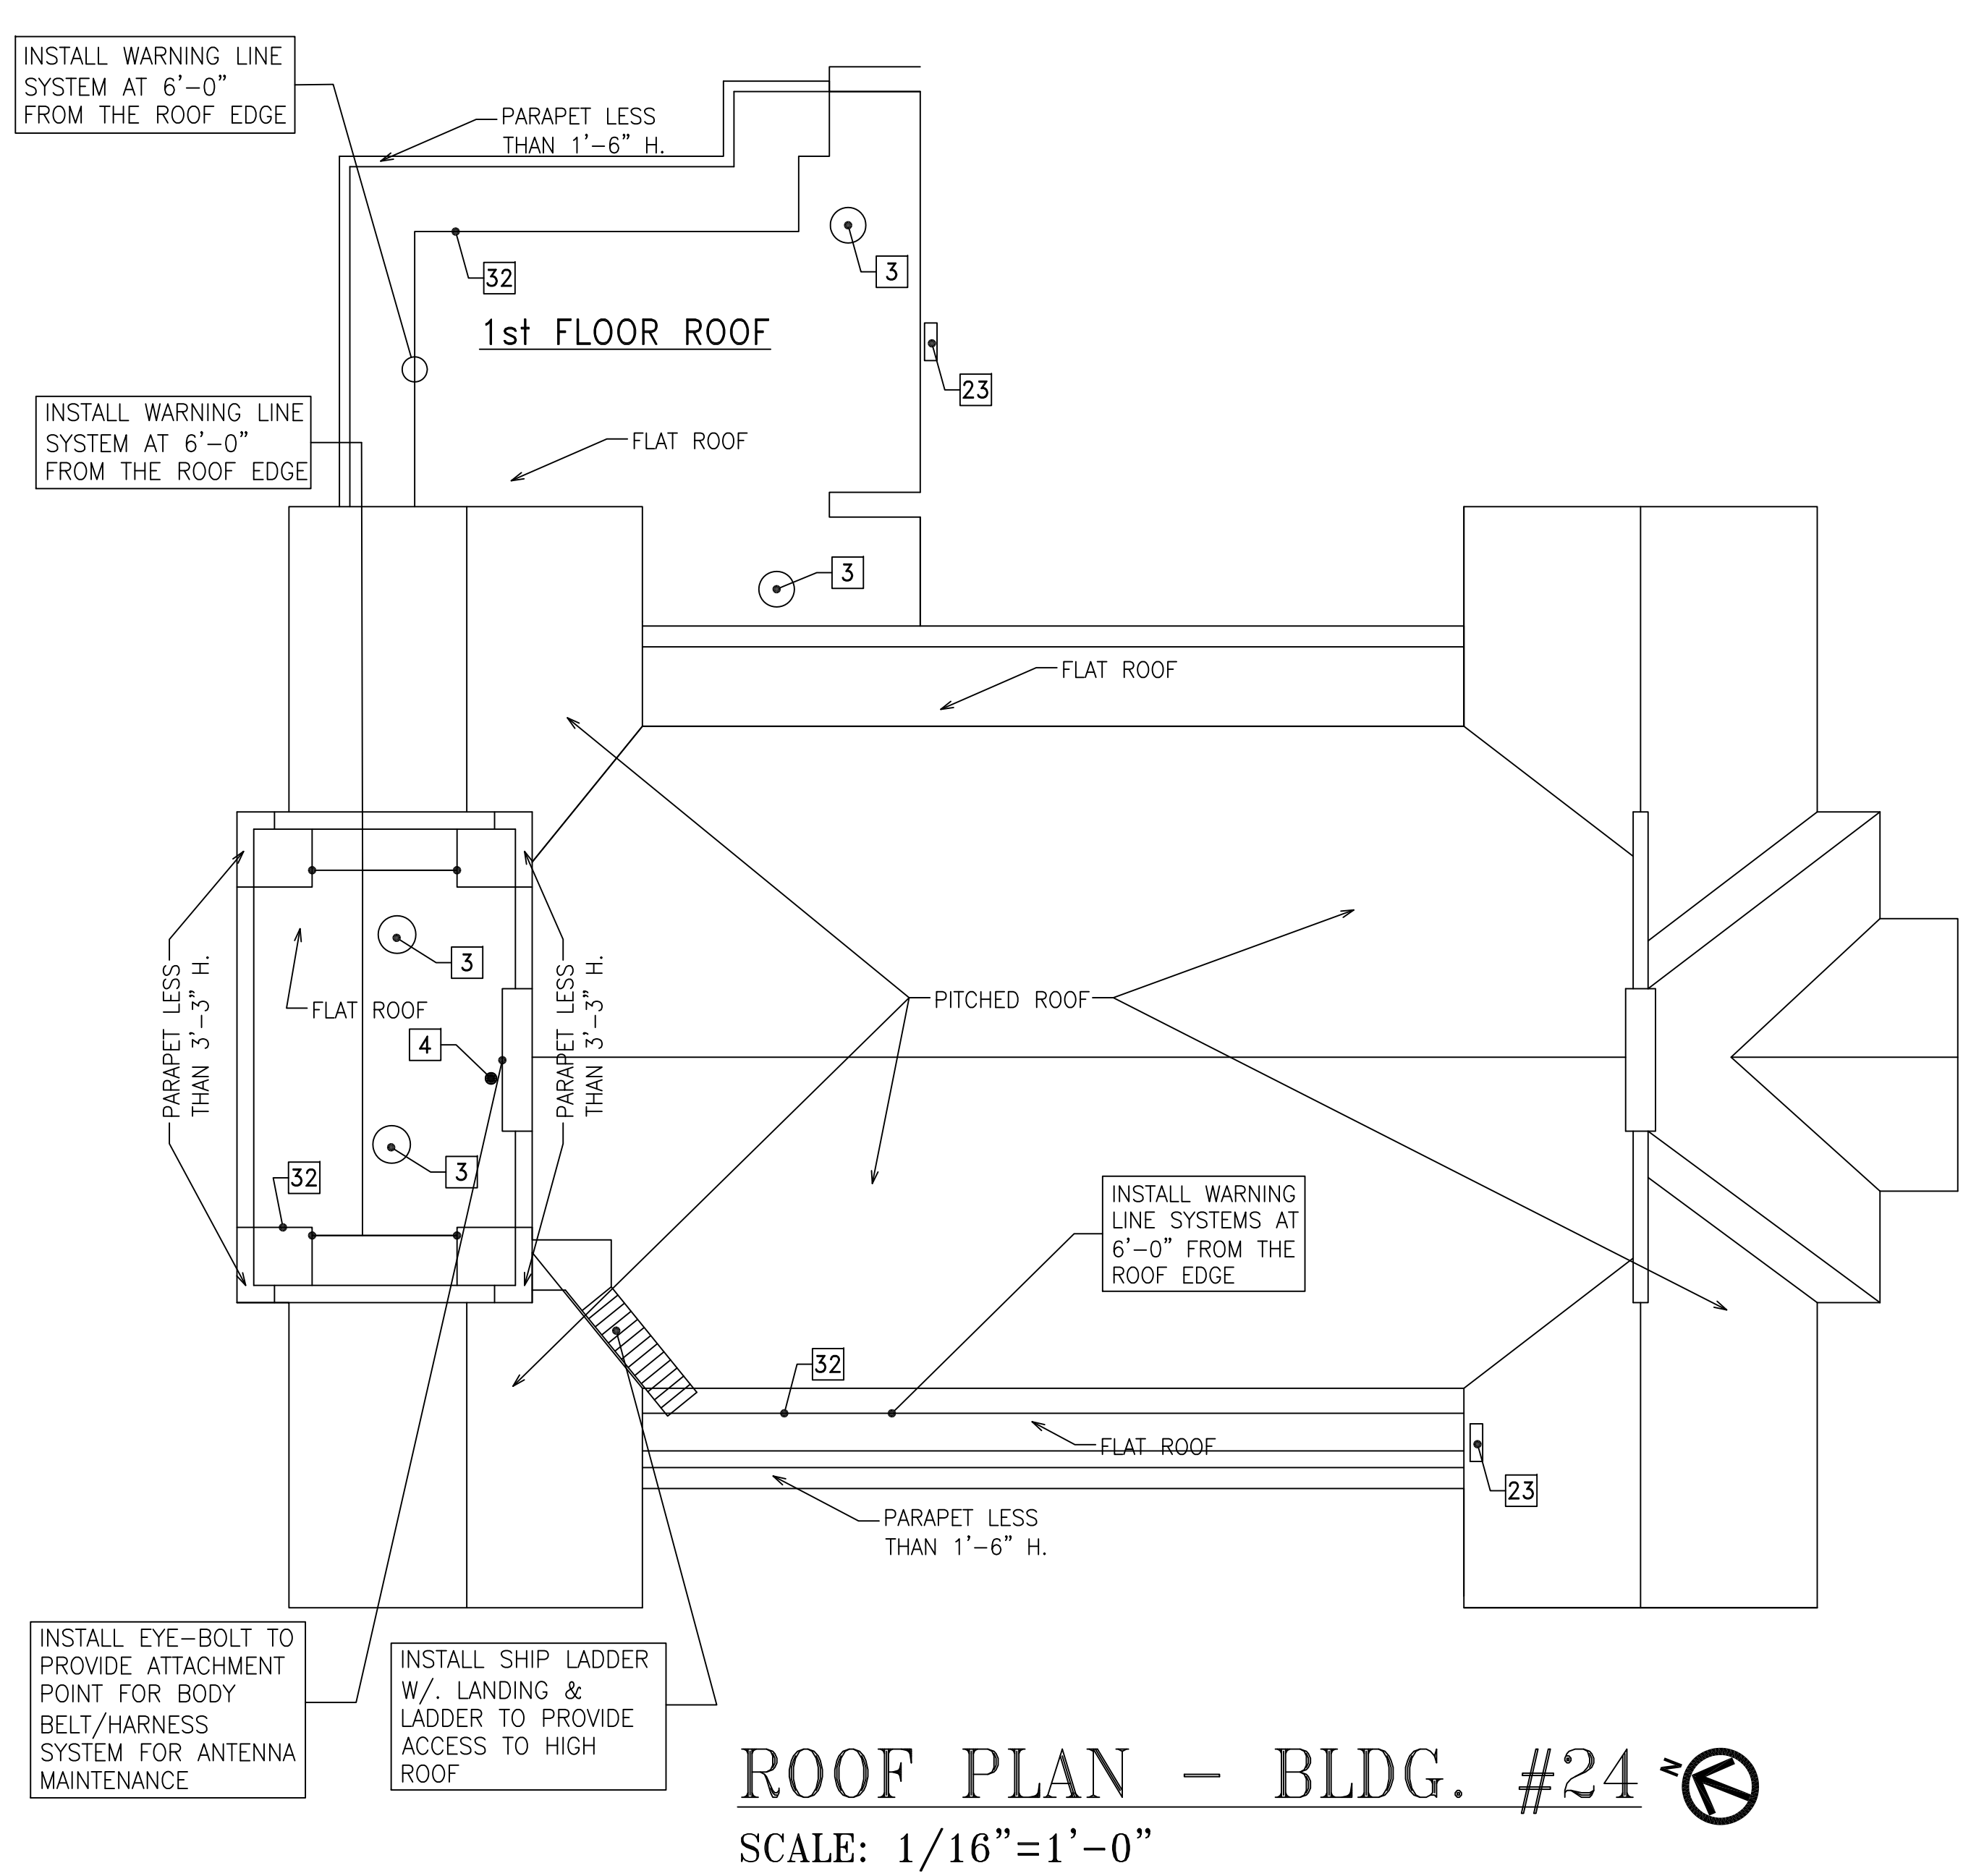 INSTALL WARNING LINE
SYSTEM AT 6'-0"
FROM THE ROOF EDGE
PARAPET LESS
THAN 1'-6" H.
3
32
1st FLOOR ROOF
23
INSTALL WARNING LINE
SYSTEM AT 6'-0"
FROM THE ROOF EDGE
FLAT ROOF
3
FLAT ROOF
PARAPET LESS
THAN 3'-3" H.
3
FLAT ROOF
4
3
32
PARAPET LESS
THAN 3'-3" H.
PITCHED ROOF
INSTALL WARNING
LINE SYSTEMS AT
6'-0" FROM THE
ROOF EDGE
32
FLAT ROOF
23
PARAPET LESS
THAN 1'-6" H.
INSTALL EYE-BOLT TO
PROVIDE ATTACHMENT
POINT FOR BODY
BELT/HARNESS
SYSTEM FOR ANTENNA
MAINTENANCE
INSTALL SHIP LADDER
W/. LANDING &
LADDER TO PROVIDE
ACCESS TO HIGH
ROOF
ROOF PLAN - BLDG. #24
N
SCALE: 1/16"=1'-0"